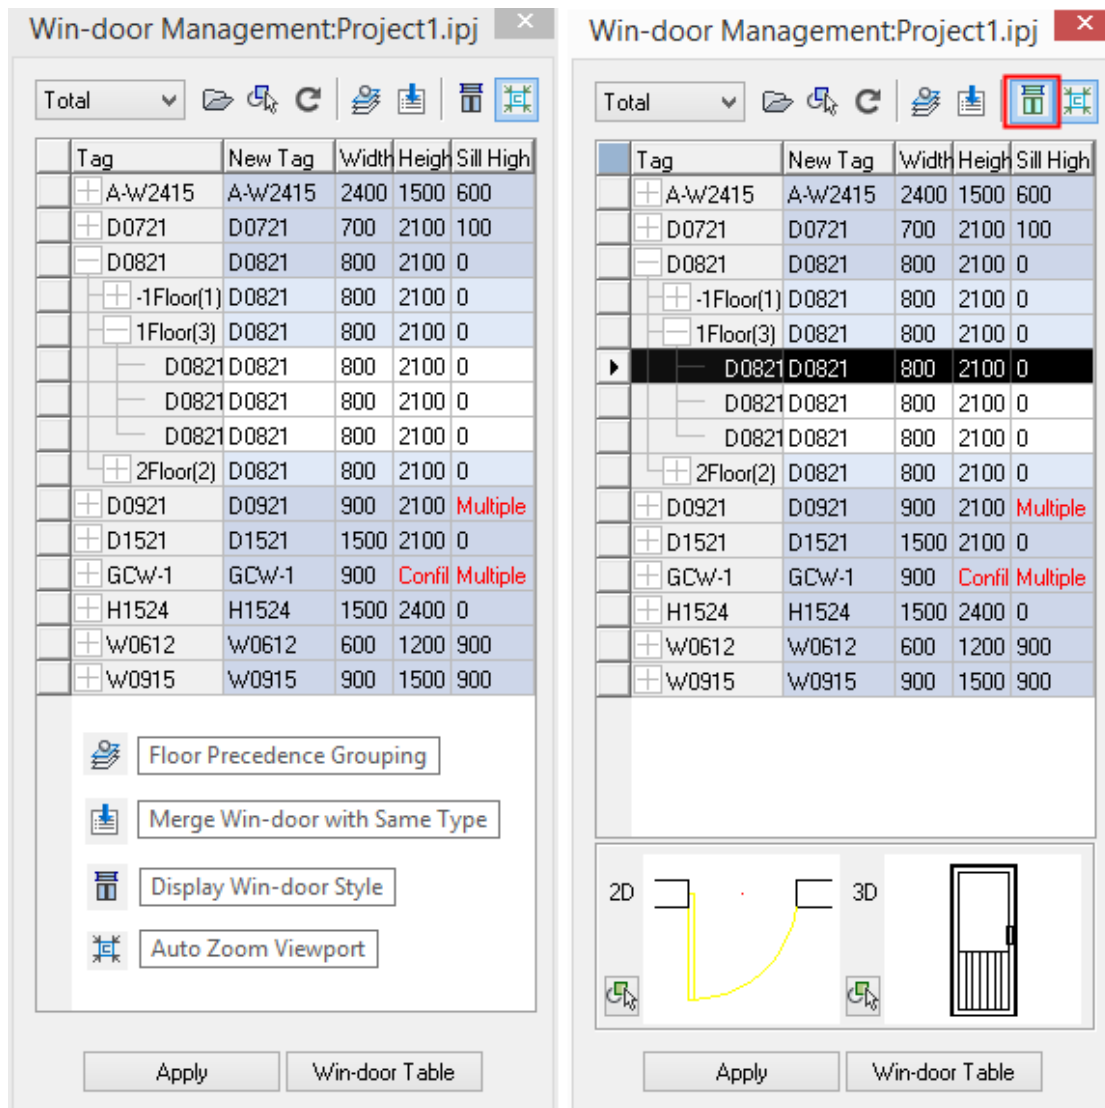 Win-door Management:Project1.ipj
Total
Tag New Tag Width Heigh Sill High
A-W2415 A-W2415 2400 1500 600
D0721 D0721 700 2100 100
D0821 D0821 800 2100 0
-1Floor(1) D0821 800 2100 0
1Floor(3) D0821 800 2100 0
D0821 D0821 800 2100 0
D0821 D0821 800 2100 0
D0821 D0821 800 2100 0
2Floor(2) D0821 800 2100 0
D0921 D0921 900 2100 Multiple
D1521 D1521 1500 2100 0
GCW-1 GCW-1 900 Confil Multiple
H1524 H1524 1500 2400 0
W0612 W0612 600 1200 900
W0915 W0915 900 1500 900
Floor Precedence Grouping
Merge Win-door with Same Type
Display Win-door Style
Auto Zoom Viewport
Apply Win-door Table
Win-door Management:Project1.ipj
Total
Tag New Tag Width Heigh Sill High
A-W2415 A-W2415 2400 1500 600
D0721 D0721 700 2100 100
D0821 D0821 800 2100 0
-1Floor(1) D0821 800 2100 0
1Floor(3) D0821 800 2100 0
D0821 D0821 800 2100 0
D0821 D0821 800 2100 0
D0821 D0821 800 2100 0
2Floor(2) D0821 800 2100 0
D0921 D0921 900 2100 Multiple
D1521 D1521 1500 2100 0
GCW-1 GCW-1 900 Confil Multiple
H1524 H1524 1500 2400 0
W0612 W0612 600 1200 900
W0915 W0915 900 1500 900
2D 3D
Apply Win-door Table